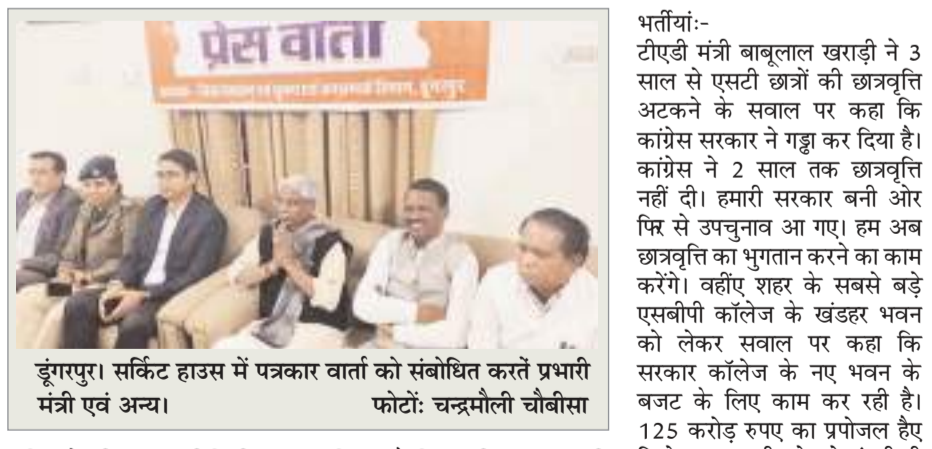 प्रेस वार्ता
डूंगरपुर। सर्किट हाउस में पत्रकार वार्ता को संबोधित करतें प्रभारी
मंत्री एवं अन्य। फोटों: चन्द्रमौली चौबीसा
भर्तीयांः-
टीएडी मंत्री बाबूलाल खराड़ी ने 3
साल से एसटी छात्रों की छात्रवृत्ति
अटकने के सवाल पर कहा कि
कांग्रेस सरकार ने गड्ढा कर दिया है।
कांग्रेस ने 2 साल तक छात्रवृत्ति
नहीं दी। हमारी सरकार बनी ओर
फिर से उपचुनाव आ गए। हम अब
छात्रवृत्ति का भुगतान करने का काम
करेंगे। वहींए शहर के सबसे बड़े
एसबीपी कॉलेज के खंडहर भवन
को लेकर सवाल पर कहा कि
सरकार कॉलेज के नए भवन के
बजट के लिए काम कर रही है।
125 करोड़ रुपए का प्रपोजल हैए